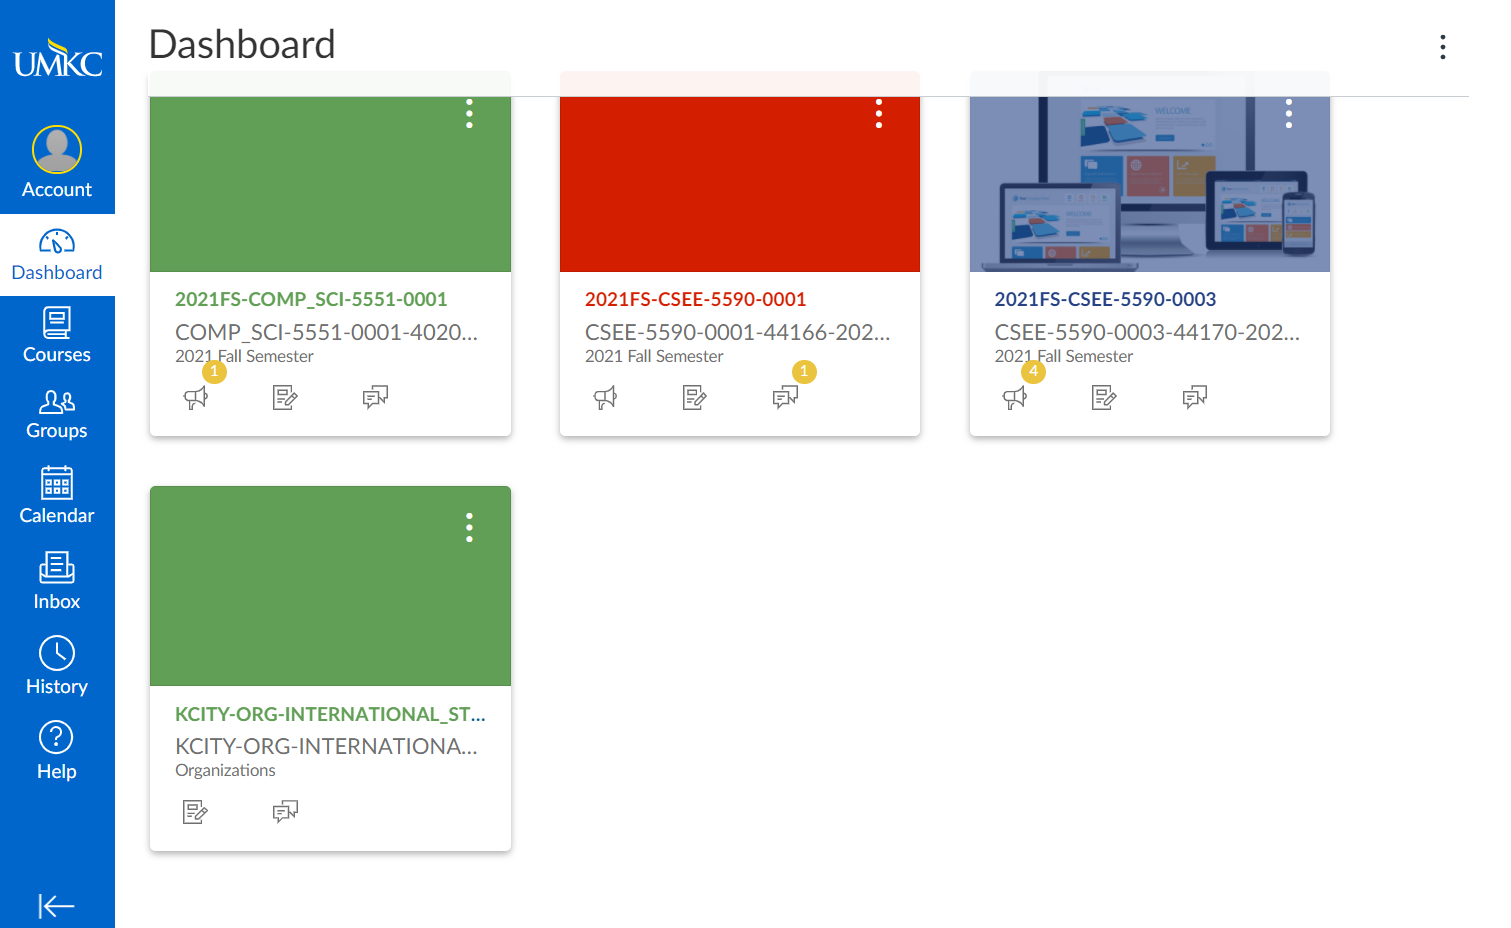 UMKC
Account
Dashboard
Courses
Groups
Calendar
Inbox
History
Help
Dashboard
WELCOME
2021FS-COMP_SCI-5551-0001
COMP_SCI-5551-0001-4020...
2021 Fall Semester
1
2021FS-CSEE-5590-0001
CSEE-5590-0001-44166-202...
2021 Fall Semester
1
WELCOME
WELCOME
2021FS-CSEE-5590-0003
CSEE-5590-0003-44170-202...
2021 Fall Semester
4
KCITY-ORG-INTERNATIONAL_ST...
KCITY-ORG-INTERNATIONA...
Organizations